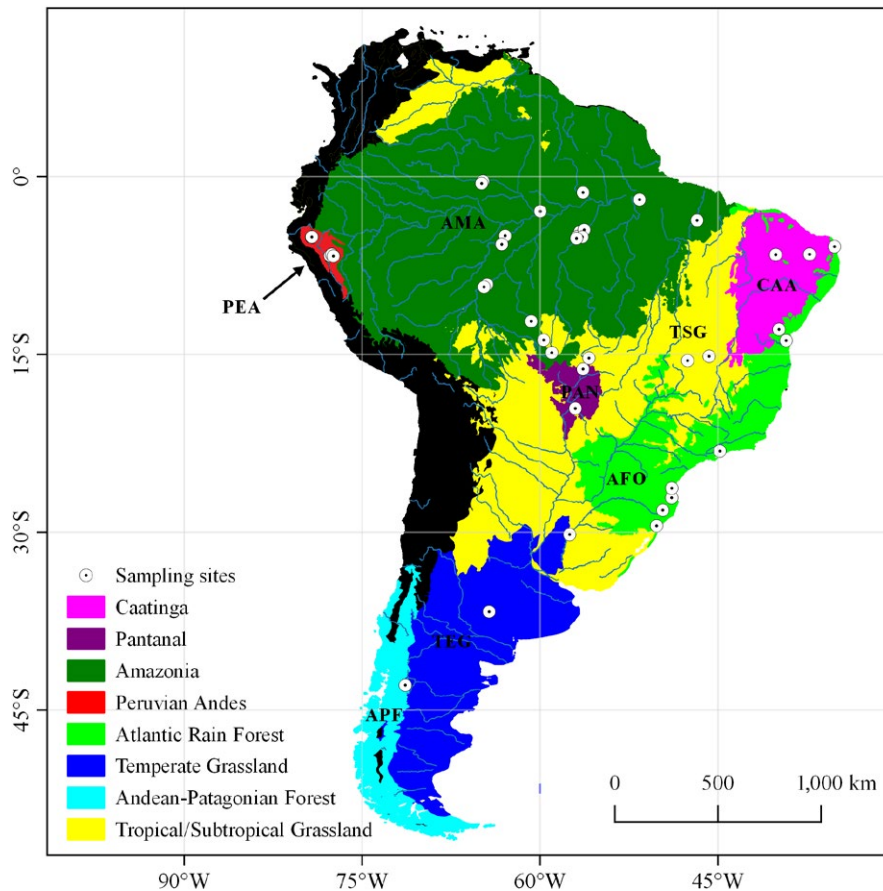 0°
15°S
30°S
45°S
90°W
75°W
60°W
45°W
AMA
PEA
CAA
TSG
PAN
AFO
TEG
APF
Sampling sites
Caatinga
Pantanal
Amazonia
Peruvian Andes
Atlantic Rain Forest
Temperate Grassland
Andean-Patagonian Forest
Tropical/Subtropical Grassland
0 500 1,000 km